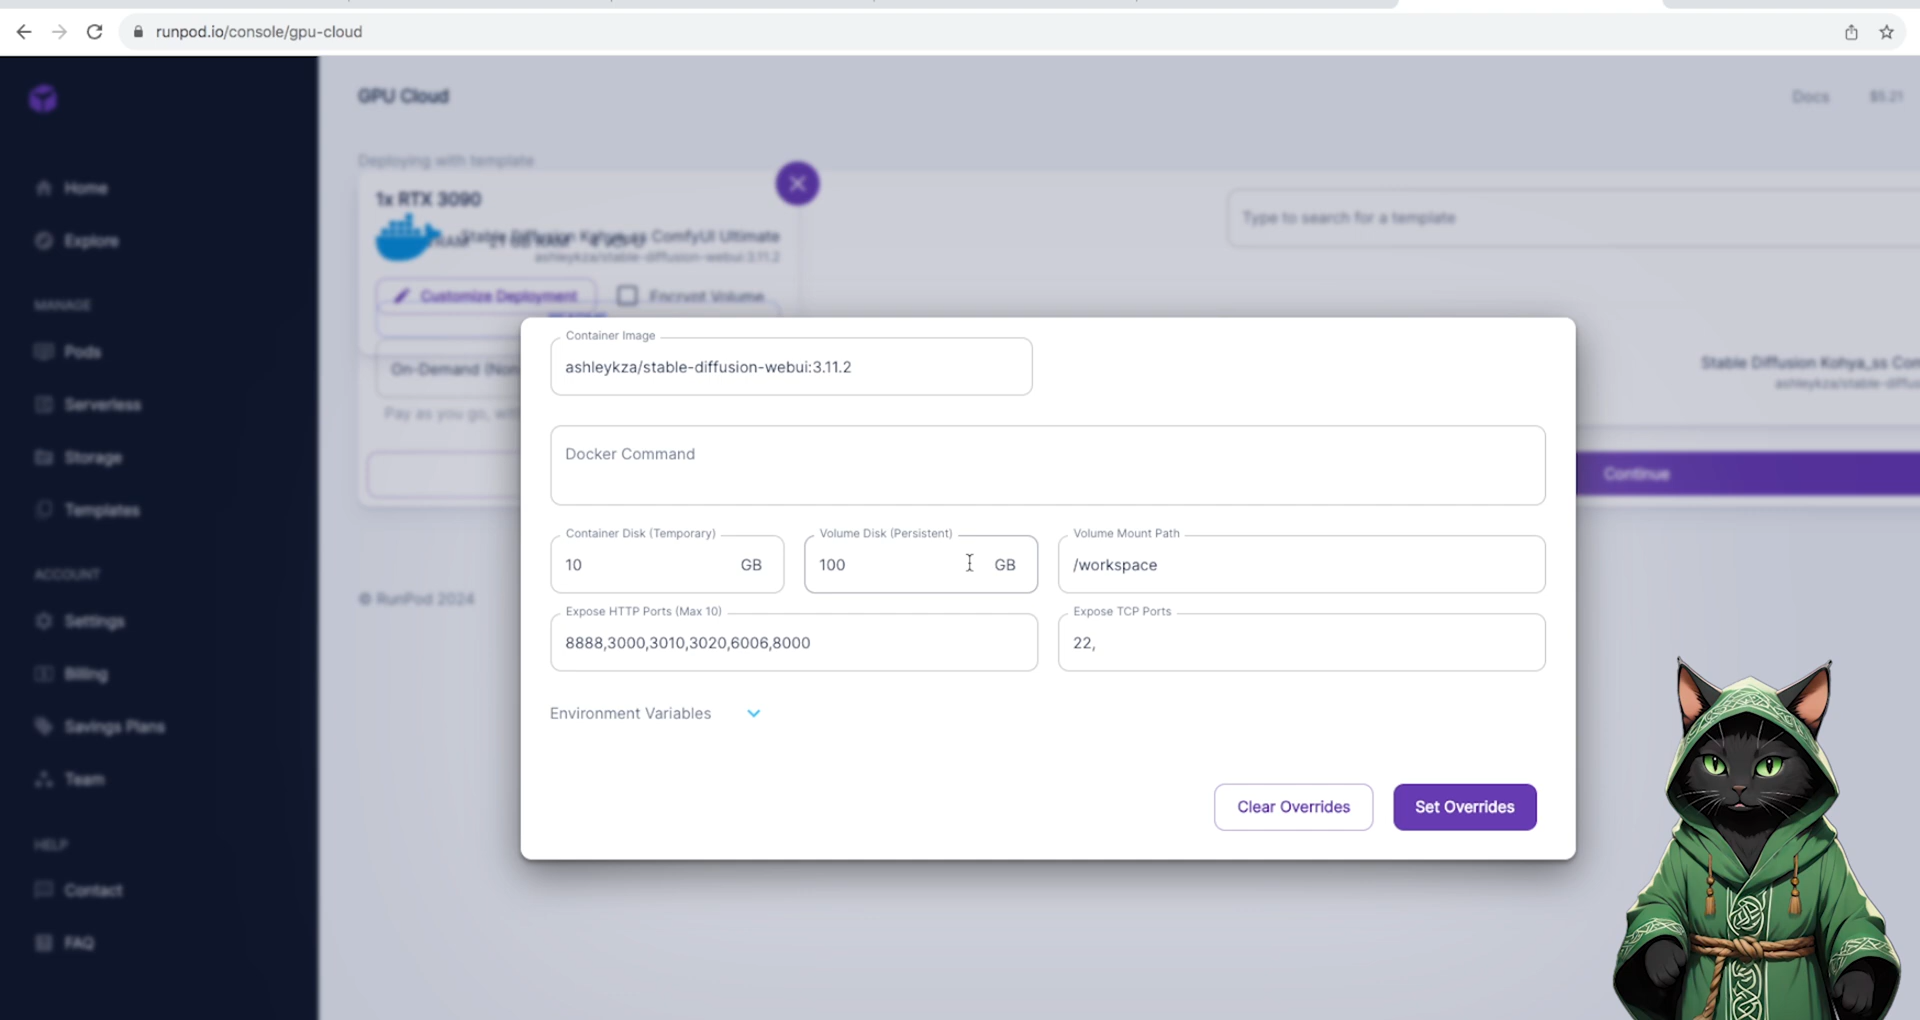 runpod.io/console/gpu-cloud
GPU Cloud
Docs
$5.21
Home
Explore
MANAGE
Pods
Serverless
Storage
Templates
ACCOUNT
Settings
Billing
Savings Plans
Team
HELP
Contact
FAQ
Deploying with template
1x RTX 3090
Stable Diffusion Kohya_ss ComfyUI Ultimate
ashleykza/stable-diffusion-webui:3.11.2
Customize Deployment
Encrypt Volume
README
On-Demand (Non
Pay as you go, wit
Type to search for a template
Stable Diffusion Kohya_ss Com
ashleykza/stable-diffus
Continue
© RunPod 2024
Container Image
ashleykza/stable-diffusion-webui:3.11.2
Docker Command
Container Disk (Temporary)
10 GB
Volume Disk (Persistent)
100 GB
Volume Mount Path
/workspace
Expose HTTP Ports (Max 10)
8888,3000,3010,3020,6006,8000
Expose TCP Ports
22,
Environment Variables
Clear Overrides
Set Overrides